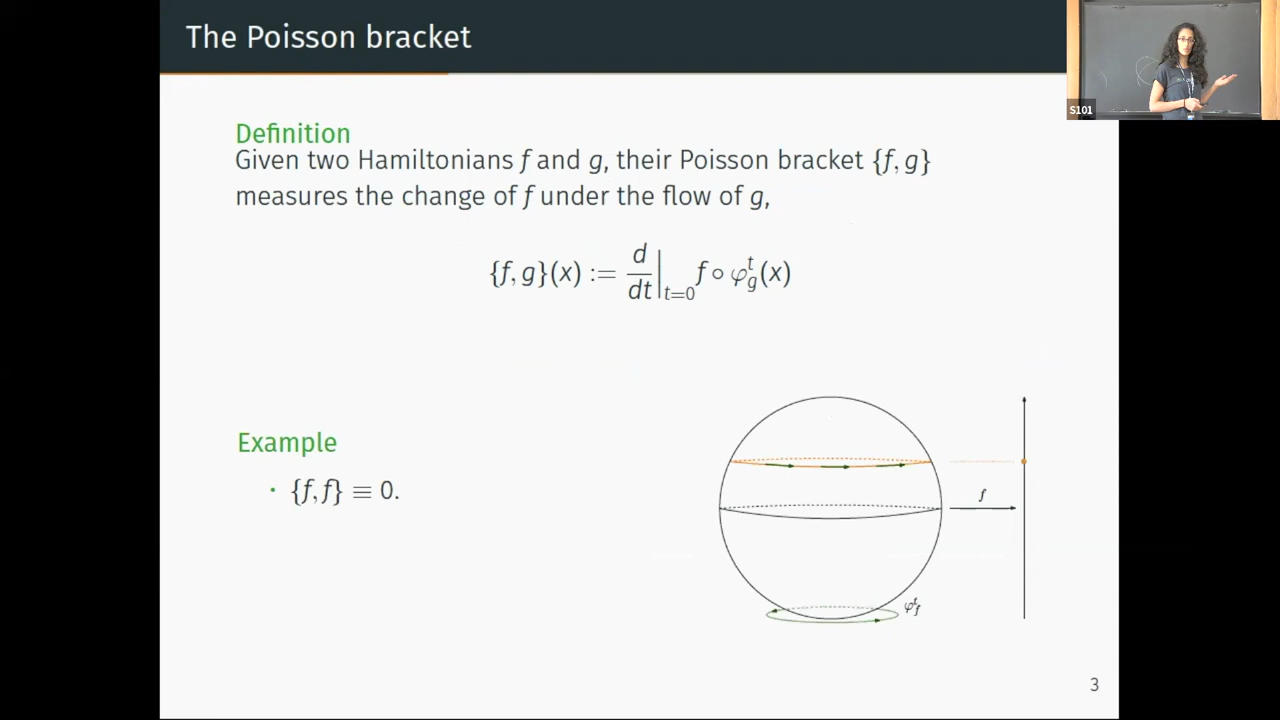 The Poisson bracket
S101
Definition
Given two Hamiltonians f and g, their Poisson bracket {f, g}
measures the change of f under the flow of g,
{f, g}(x) := d/dt|_{t=0} f ∘ φ_g^t(x)
Example
• {f, f} ≡ 0.
f
φ_f^t
3